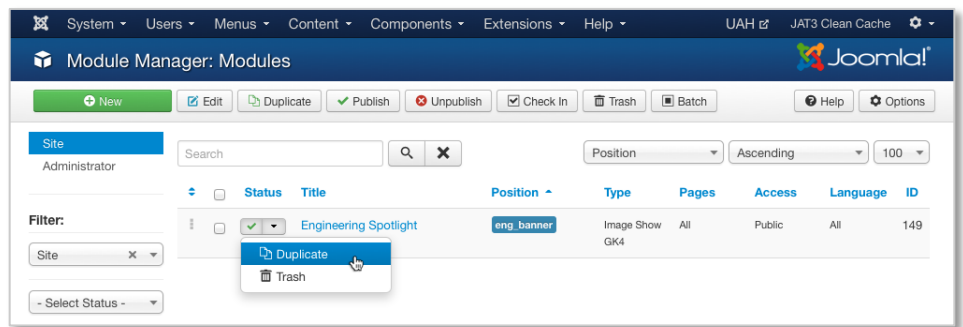 System Users Menus Content Components Extensions Help UAH JAT3 Clean Cache
Module Manager: Modules Joomla!
New Edit Duplicate Publish Unpublish Check In Trash Batch Help Options
Site
Administrator
Search Position Ascending 100
Status Title Position Type Pages Access Language ID
Filter:
Engineering Spotlight eng_banner Image Show GK4 All Public All 149
Site
Duplicate
Trash
- Select Status -